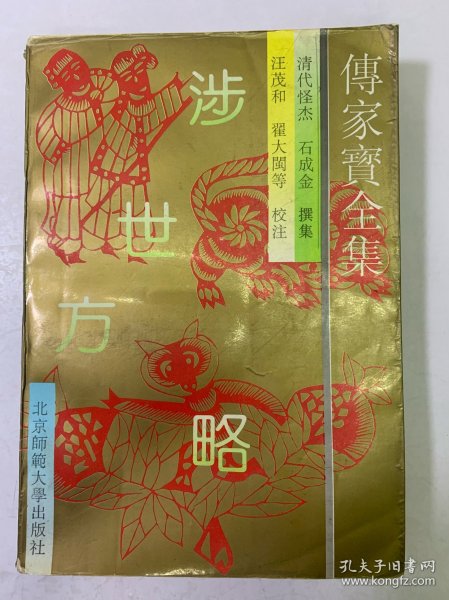 傳家寶全集
清代怪杰 石成金 撰集
汪茂和 翟大閩等 校注
涉世方略
北京師範大學出版社
孔夫子旧书网
www.kongfz.com